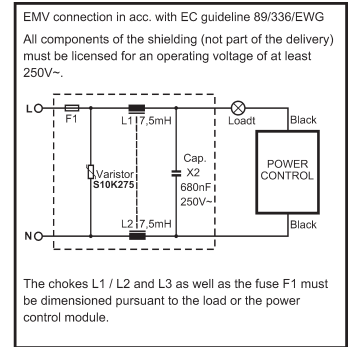 EMV connection in acc. with EC guideline 89/336/EWG
All components of the shielding (not part of the delivery)
must be licensed for an operating voltage of at least
250V~.
L
F1
L1 7,5mH
Loadt
Black
Varistor
S10K275
Cap.
X2
680nF
250V~
POWER
CONTROL
L2 7,5mH
Black
N
The chokes L1 / L2 and L3 as well as the fuse F1 must
be dimensioned pursuant to the load or the power
control module.